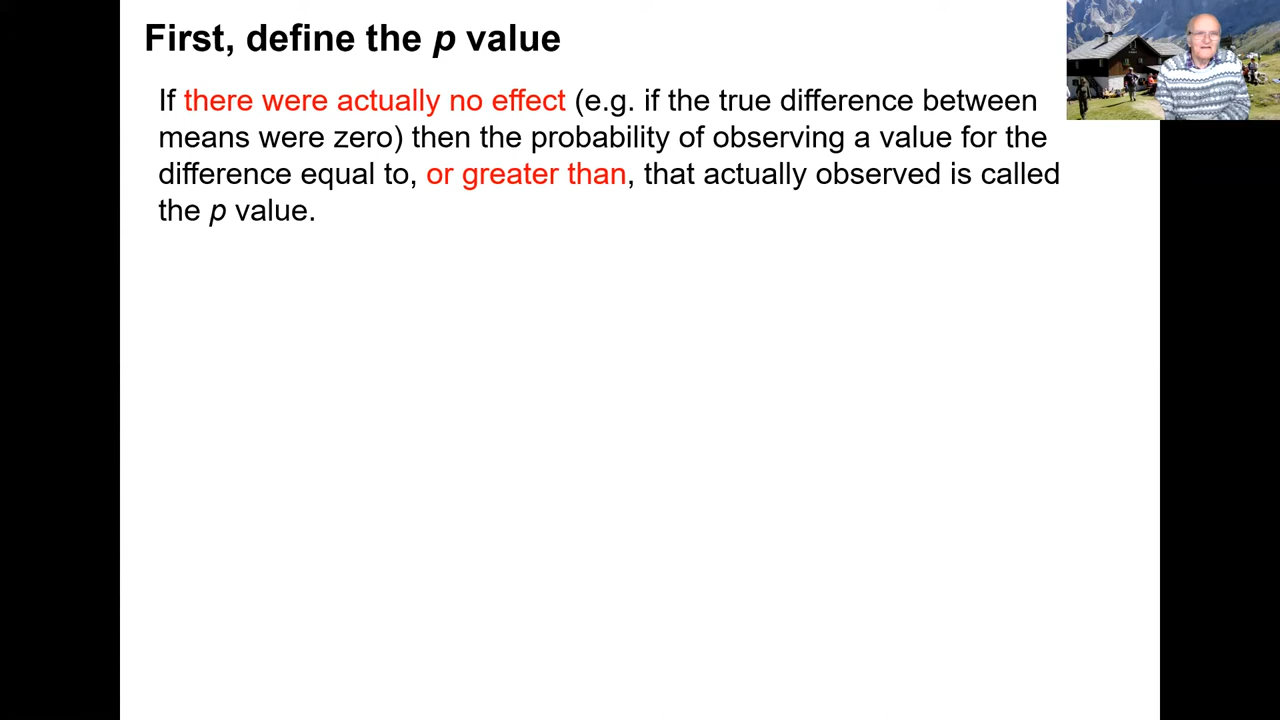 First, define the p value
If there were actually no effect (e.g. if the true difference between
means were zero) then the probability of observing a value for the
difference equal to, or greater than, that actually observed is called
the p value.